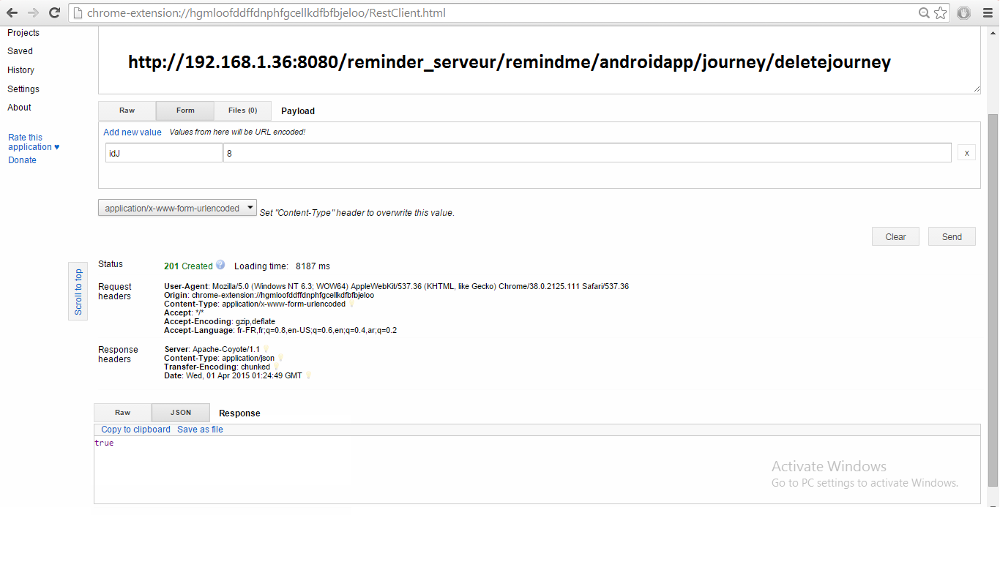 chrome-extension://hgmloofddffdnphfgcellkdfbfbjeloo/RestClient.html
Projects
Saved
History
Settings
About
Rate this
application ♥
Donate
http://192.168.1.36:8080/reminder_serveur/remindme/androidapp/journey/deletejourney
Raw Form Files (0) Payload
Add new value Values from here will be URL encoded!
idJ 8 x
application/x-www-form-urlencoded Set "Content-Type" header to overwrite this value.
Clear Send
Scroll to top
Status 201 Created ? Loading time: 8187 ms
Request
headers
User-Agent: Mozilla/5.0 (Windows NT 6.3; WOW64) AppleWebKit/537.36 (KHTML, like Gecko) Chrome/38.0.2125.111 Safari/537.36
Origin: chrome-extension://hgmloofddffdnphfgcellkdfbfbjeloo
Content-Type: application/x-www-form-urlencoded
Accept: */*
Accept-Encoding: gzip,deflate
Accept-Language: fr-FR,fr;q=0.8,en-US;q=0.6,en;q=0.4,ar;q=0.2
Response
headers
Server: Apache-Coyote/1.1
Content-Type: application/json
Transfer-Encoding: chunked
Date: Wed, 01 Apr 2015 01:24:49 GMT
Raw JSON Response
Copy to clipboard Save as file
true
Activate Windows
Go to PC settings to activate Windows.